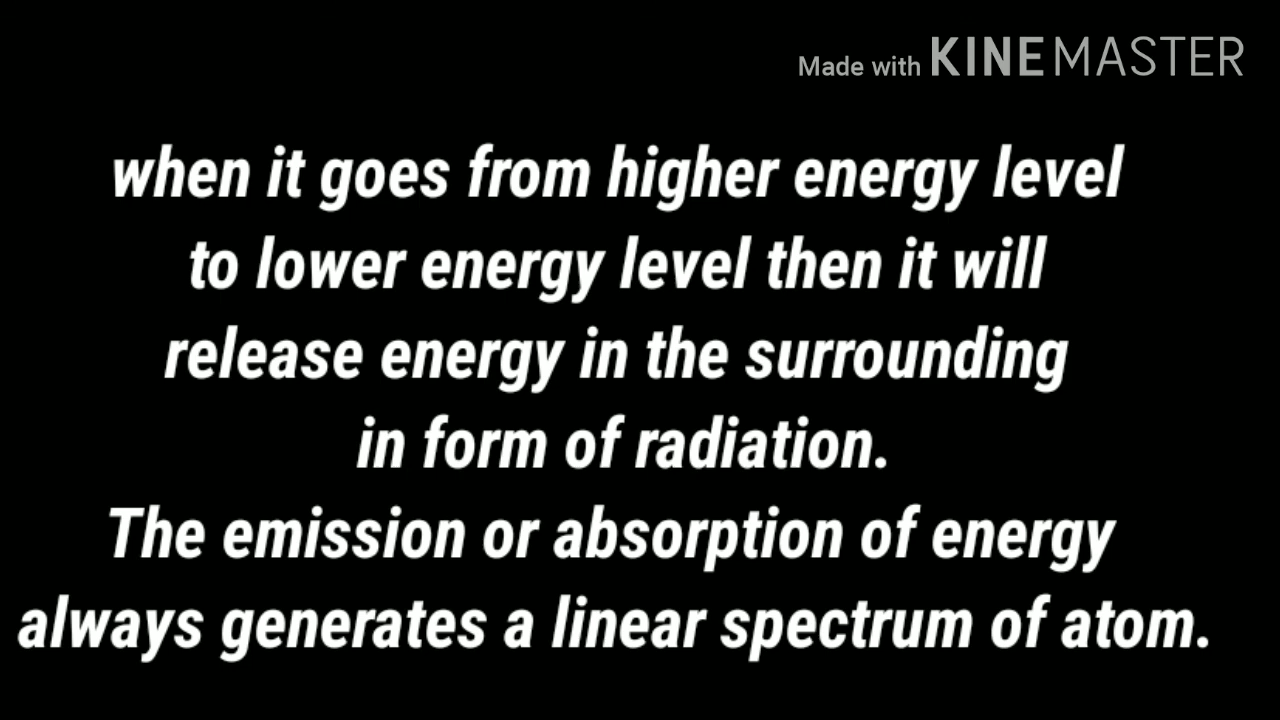 Made with KINEMASTER
when it goes from higher energy level
to lower energy level then it will
release energy in the surrounding
in form of radiation.
The emission or absorption of energy
always generates a linear spectrum of atom.